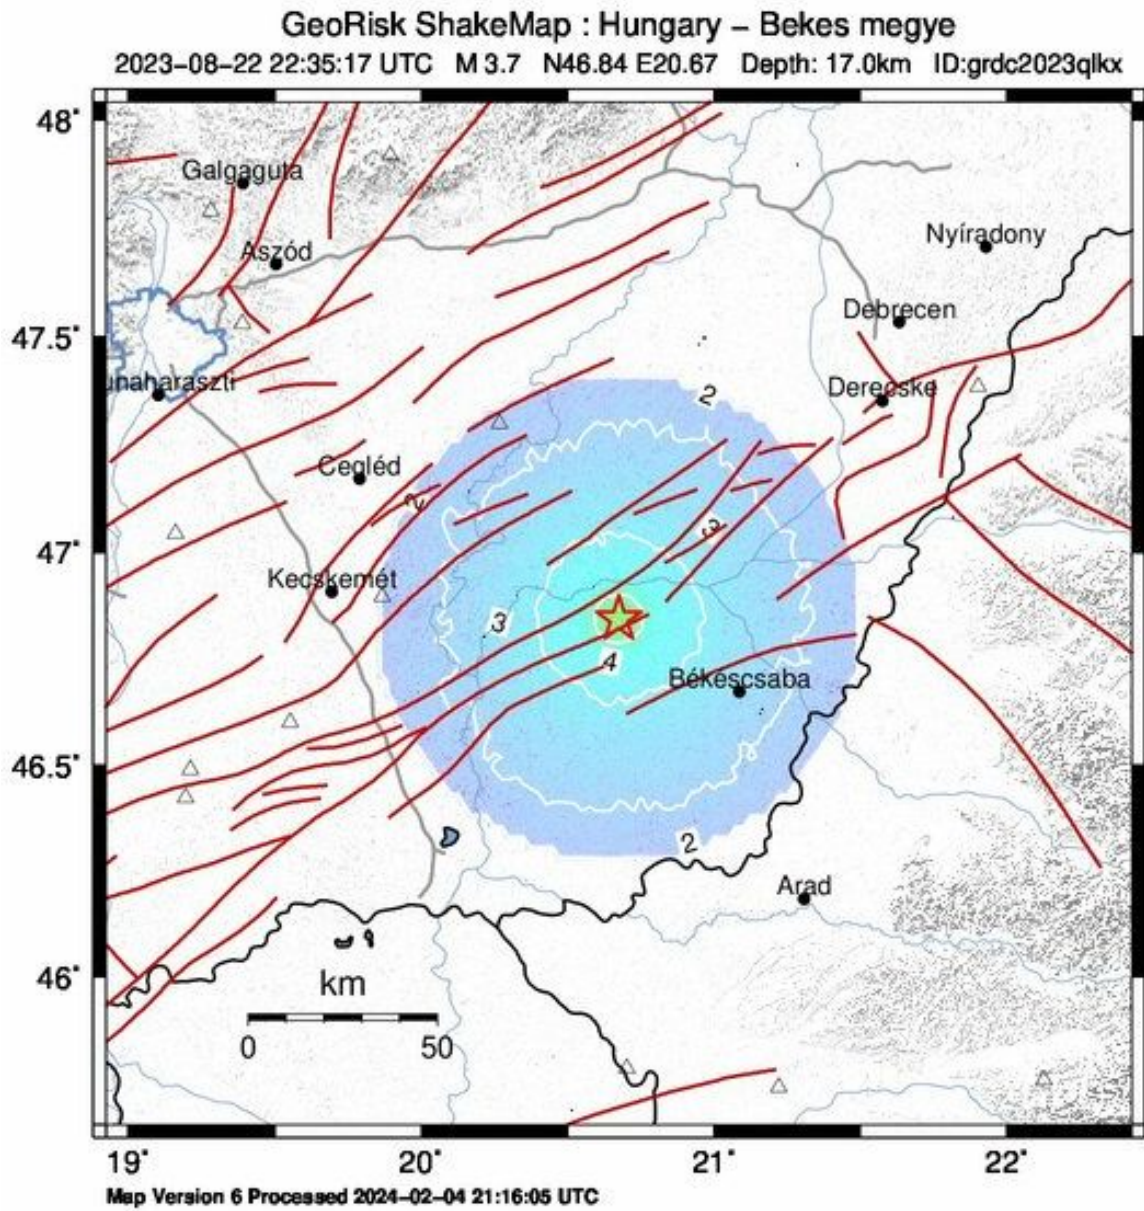 GeoRisk ShakeMap : Hungary – Bekes megye
2023–08–22 22:35:17 UTC M 3.7 N46.84 E20.67 Depth: 17.0km ID:grdc2023qlkx
48°
Galgaguta
Aszód
Nyíradony
Debrecen
47.5°
unaharaszti
Derecske
2
Cegléd
2
3
47°
Kecskemét
3
4
Békescsaba
46.5°
2
Arad
46°
km
0 50
19° 20° 21° 22°
Map Version 6 Processed 2024–02–04 21:16:05 UTC